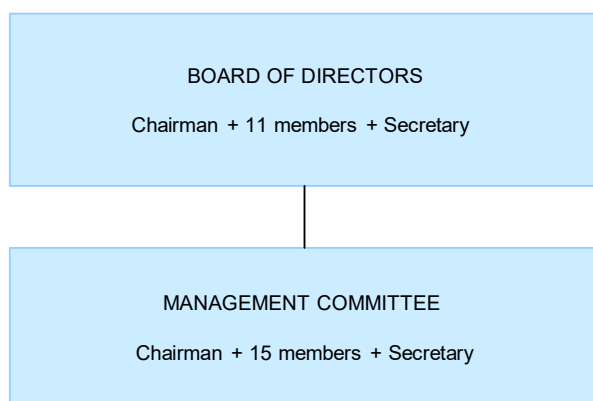 BOARD OF DIRECTORS
Chairman + 11 members + Secretary
MANAGEMENT COMMITTEE
Chairman + 15 members + Secretary